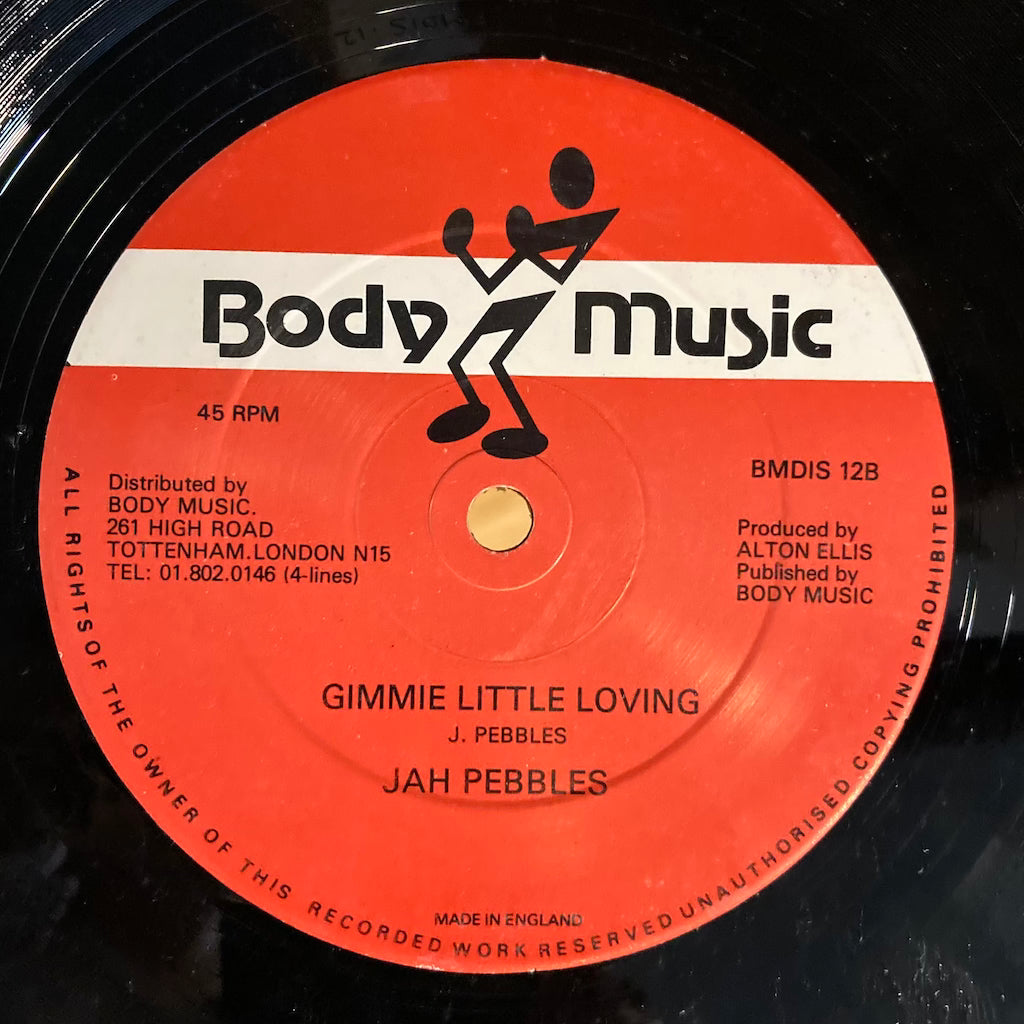 Body Music
45 RPM
BMDIS 12B
Distributed by
BODY MUSIC.
261 HIGH ROAD
TOTTENHAM.LONDON N15
TEL: 01.802.0146 (4-lines)
Produced by
ALTON ELLIS
Published by
BODY MUSIC
GIMMIE LITTLE LOVING
J. PEBBLES
JAH PEBBLES
MADE IN ENGLAND
ALL RIGHTS OF THE OWNER OF THIS RECORDED WORK RESERVED UNAUTHORISED COPYING PROHIBITED